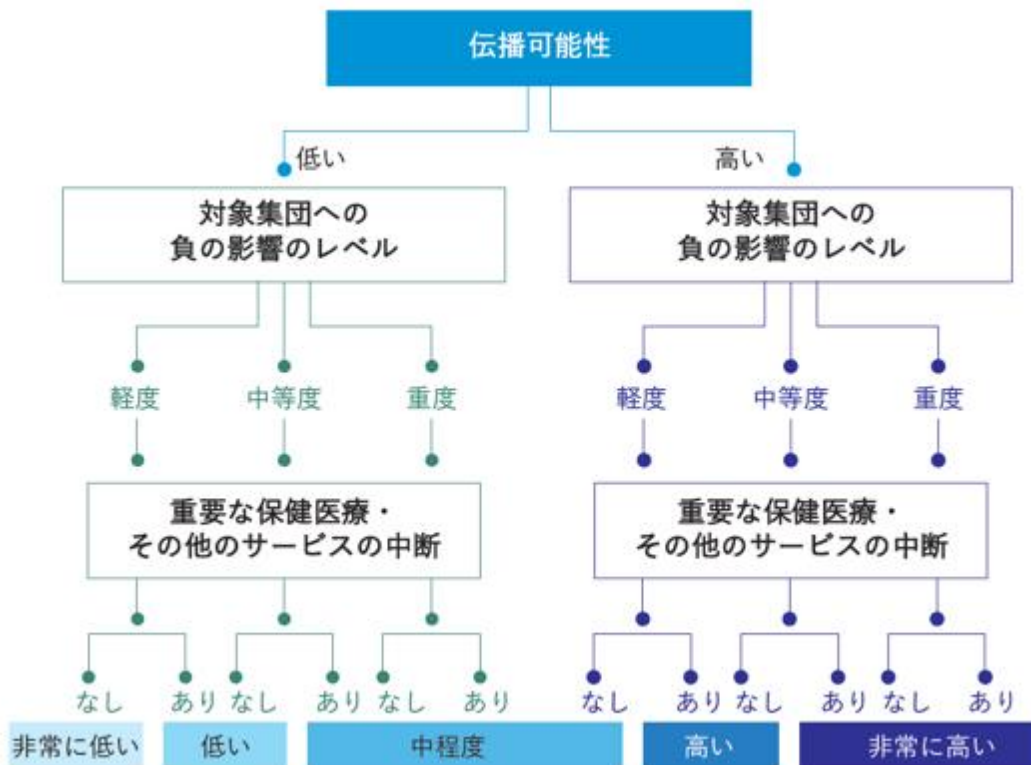 伝播可能性
低い
高い
対象集団への
負の影響のレベル
対象集団への
負の影響のレベル
軽度 中等度 重度
軽度 中等度 重度
重要な保健医療・
その他のサービスの中断
重要な保健医療・
その他のサービスの中断
なし あり なし あり なし あり
なし あり なし あり なし あり
非常に低い 低い 中程度 高い 非常に高い